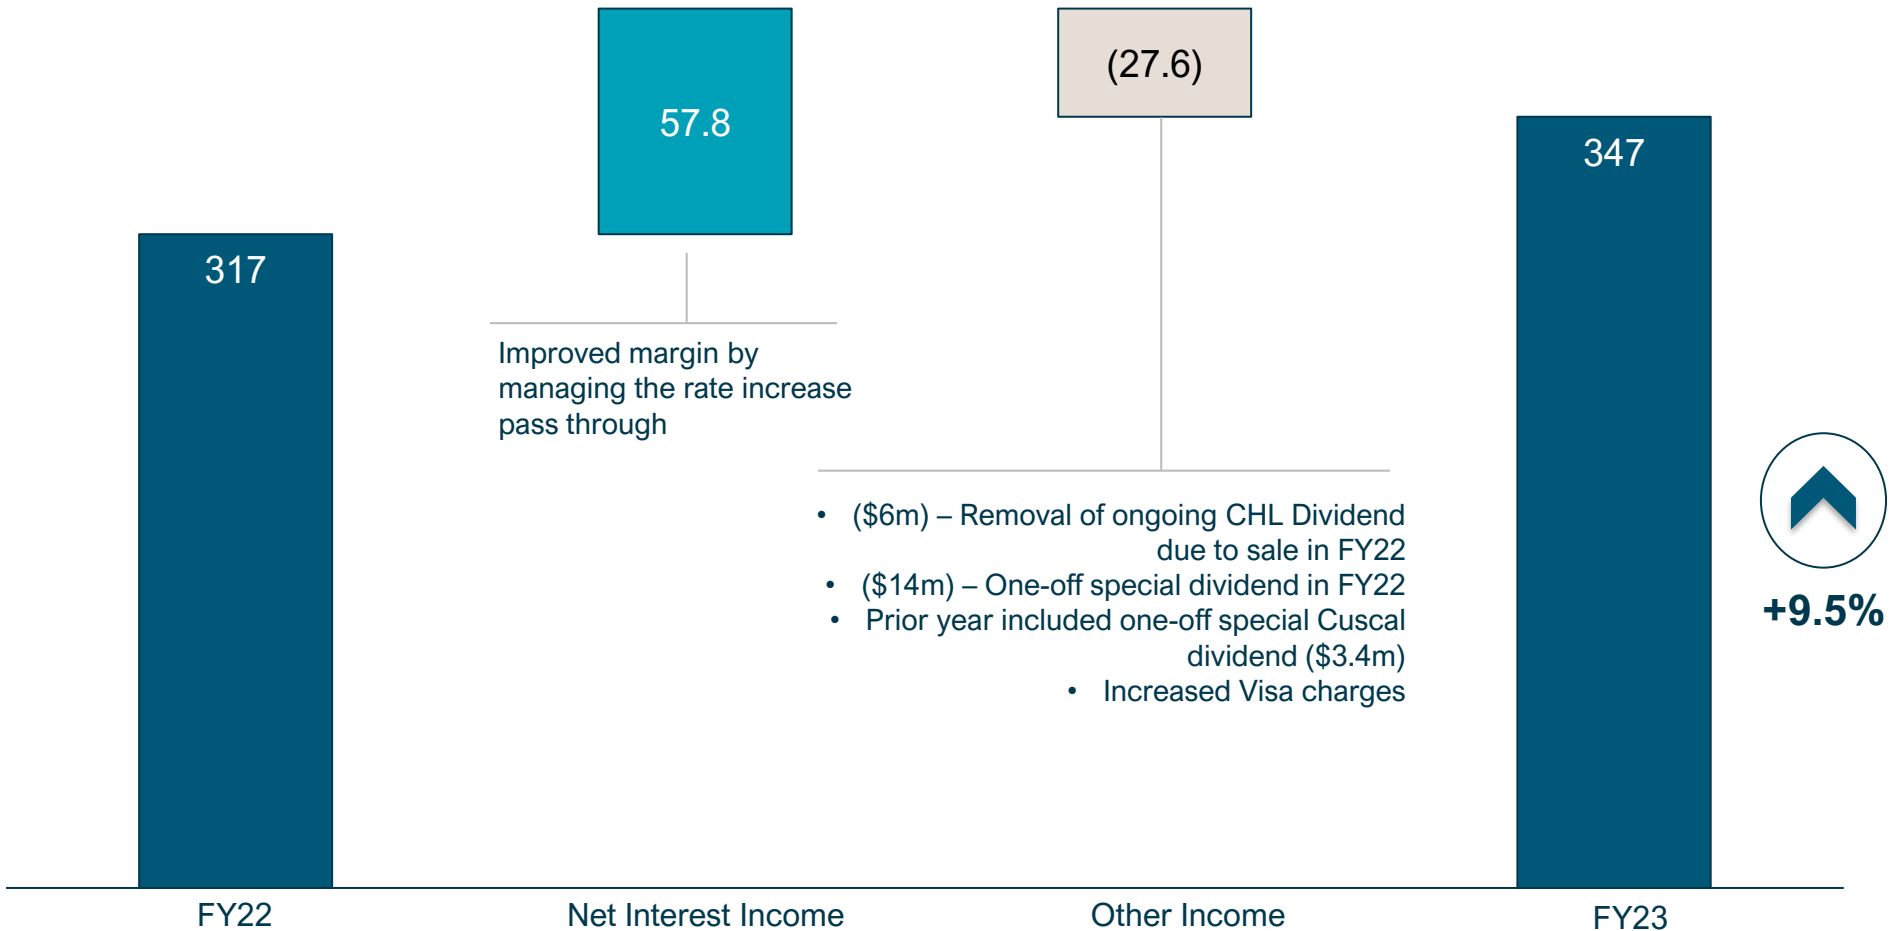 57.8
(27.6)
317
347
Improved margin by
managing the rate increase
pass through
• ($6m) – Removal of ongoing CHL Dividend
due to sale in FY22
• ($14m) – One-off special dividend in FY22
• Prior year included one-off special Cuscal
dividend ($3.4m)
• Increased Visa charges
+9.5%
FY22
Net Interest Income
Other Income
FY23